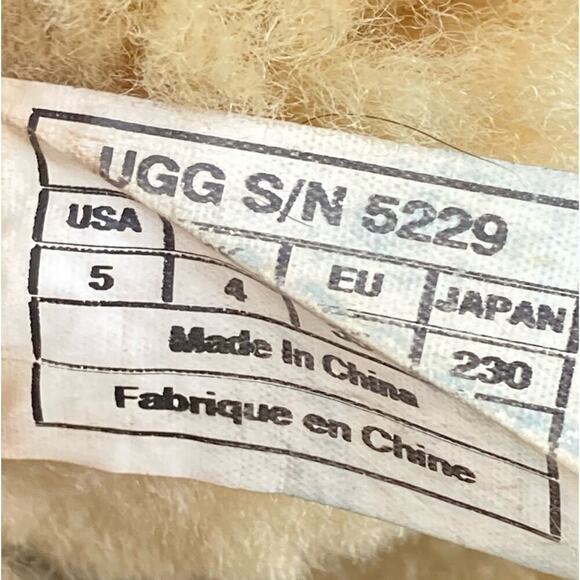 UGG S/N 5229
USA EU JAPAN
5 4 230
Made In China
Fabrique en Chine